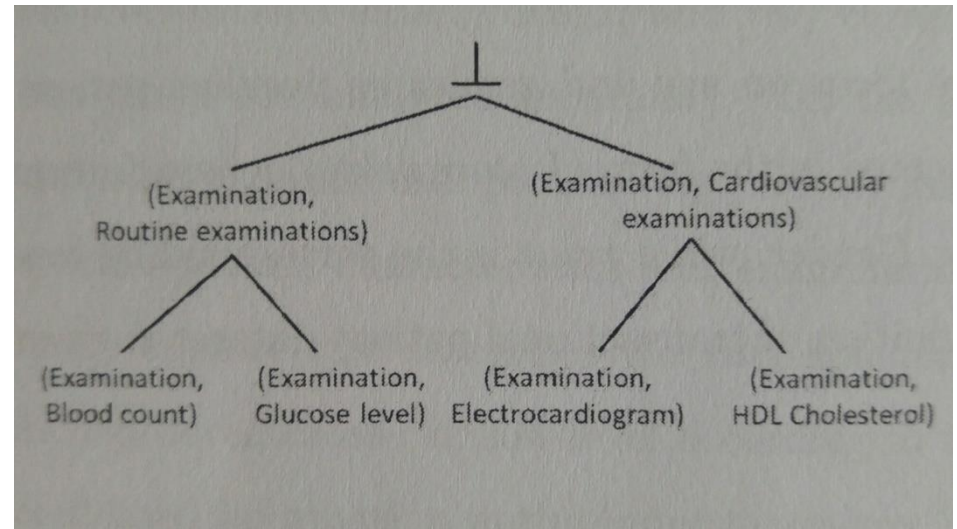 (Examination,
Routine examinations)
(Examination, Cardiovascular
examinations)
(Examination,
Blood count)
(Examination,
Glucose level)
(Examination,
Electrocardiogram)
(Examination,
HDL Cholesterol)